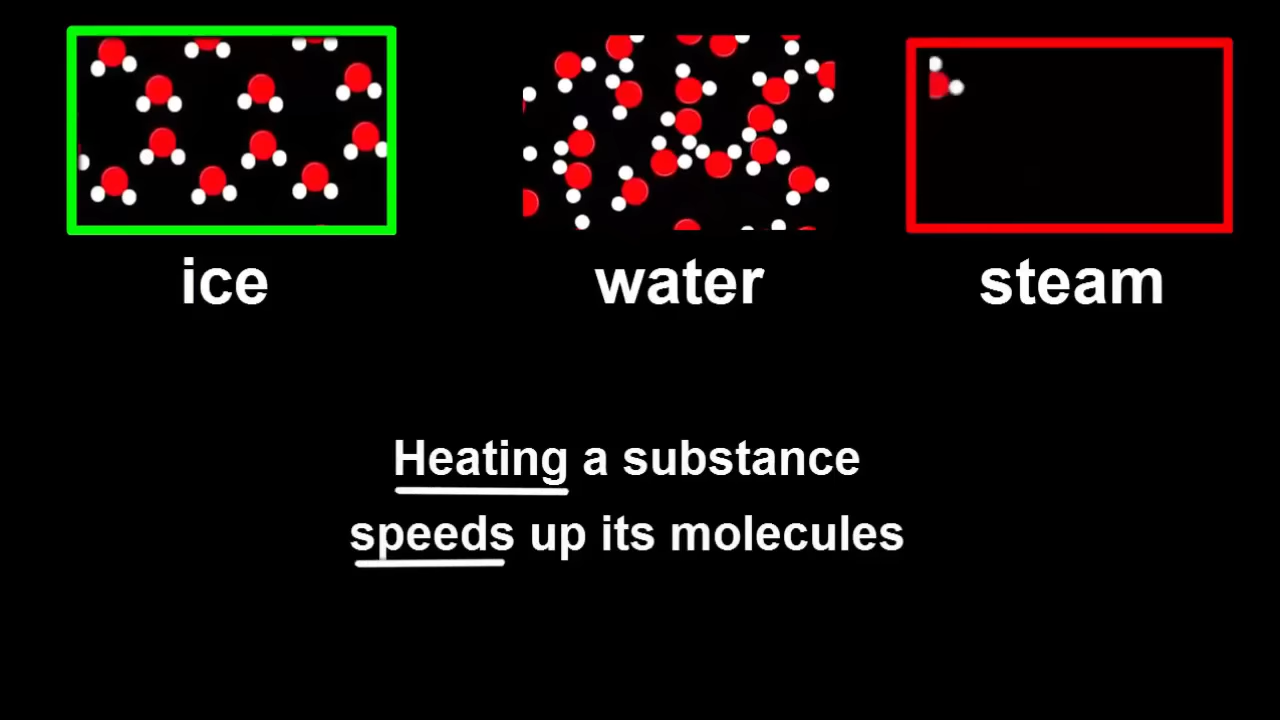 ice
water
steam
Heating a substance
speeds up its molecules